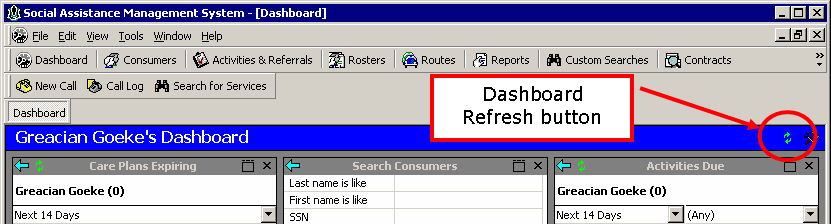 Social Assistance Management System - [Dashboard]
File Edit View Tools Window Help
Dashboard Consumers Activities & Referrals Rosters Routes Reports Custom Searches Contracts
New Call Call Log Search for Services
Dashboard
Refresh button
Dashboard
Greacian Goeke's Dashboard
Care Plans Expiring Search Consumers Activities Due
Greacian Goeke (0) Last name is like Greacian Goeke (0)
First name is like
Next 14 Days SSN Next 14 Days (Any)